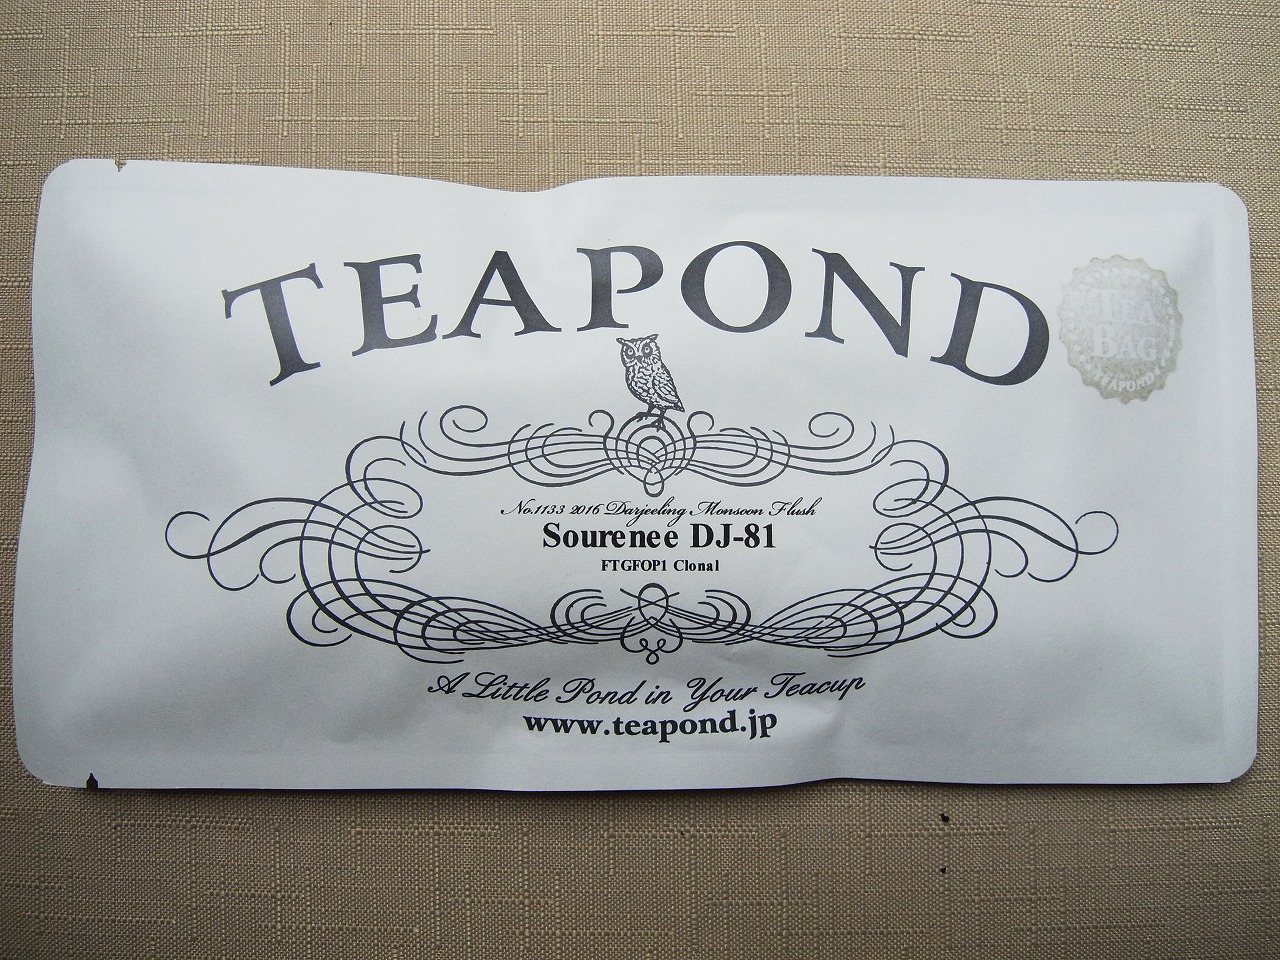 TEAPOND
TEA
BAG
TEAPOND
No.1133 2016 Darjeeling Monsoon Flush
Sourenee DJ-81
FTGFOP1 Clonal
A Little Pond in Your Teacup
www.teapond.jp